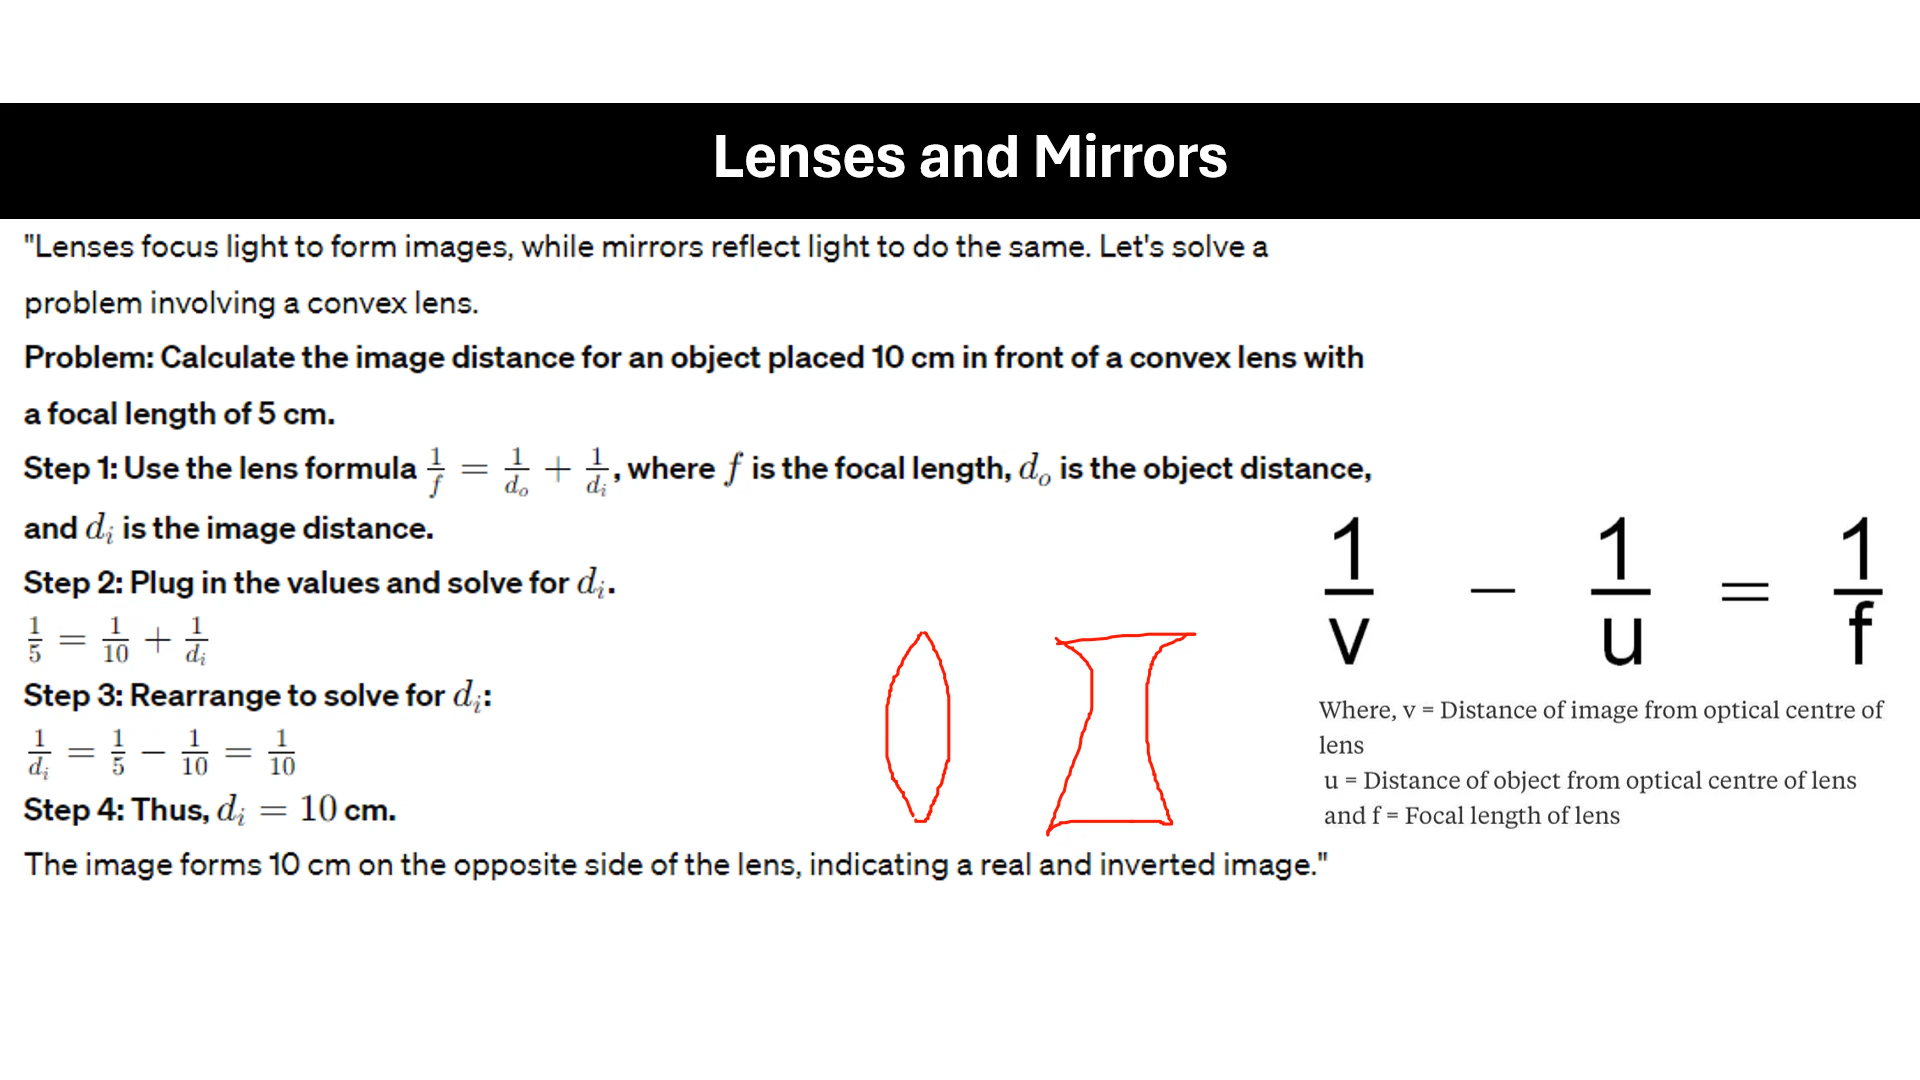 Lenses and Mirrors
"Lenses focus light to form images, while mirrors reflect light to do the same. Let's solve a
problem involving a convex lens.
Problem: Calculate the image distance for an object placed 10 cm in front of a convex lens with
a focal length of 5 cm.
Step 1: Use the lens formula 1/f = 1/d_o + 1/d_i, where f is the focal length, d_o is the object distance,
and d_i is the image distance.
Step 2: Plug in the values and solve for d_i.
1/5 = 1/10 + 1/d_i
Step 3: Rearrange to solve for d_i:
1/d_i = 1/5 − 1/10 = 1/10
Step 4: Thus, d_i = 10 cm.
The image forms 10 cm on the opposite side of the lens, indicating a real and inverted image."
1/v − 1/u = 1/f
Where, v = Distance of image from optical centre of
lens
u = Distance of object from optical centre of lens
and f = Focal length of lens